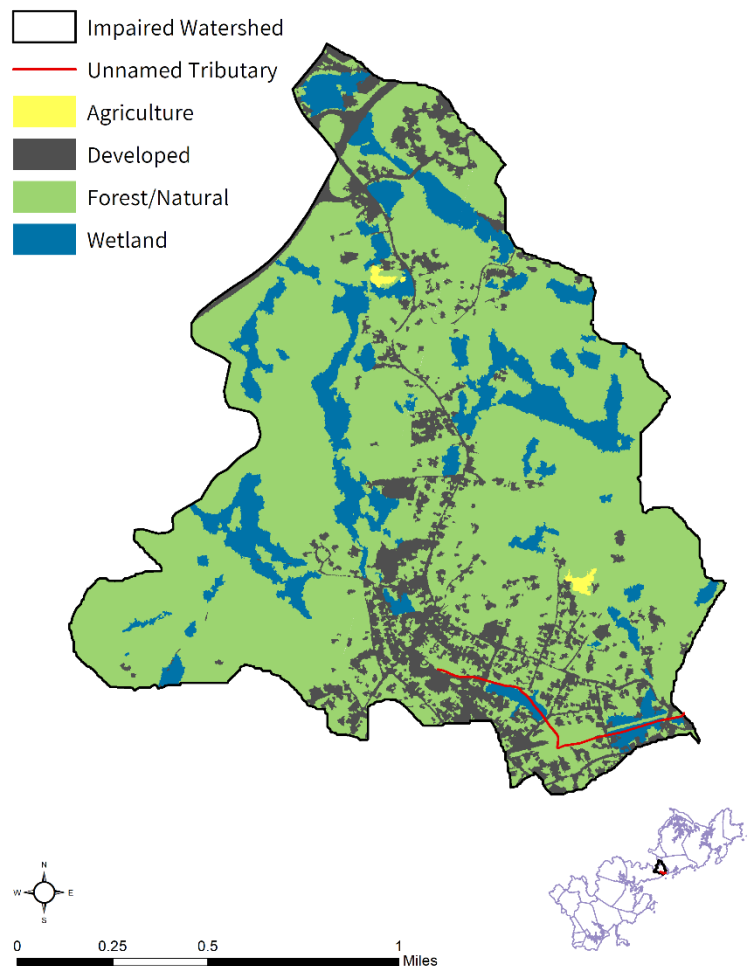 Impaired Watershed
Unnamed Tributary
Agriculture
Developed
Forest/Natural
Wetland
N
W E
S
0 0.25 0.5 1
Miles